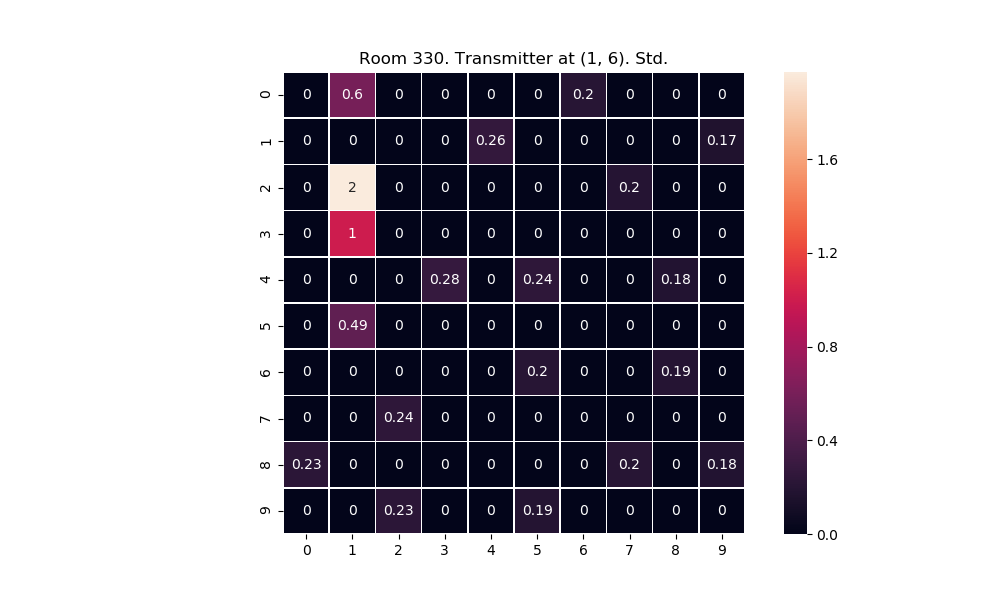 Room 330. Transmitter at (1, 6). Std.
0 0 0.6 0 0 0 0 0.2 0 0 0
1 0 0 0 0 0.26 0 0 0 0 0.17
1.6
2 0 2 0 0 0 0 0 0.2 0 0
3 0 1 0 0 0 0 0 0 0 0
1.2
4 0 0 0 0.28 0 0.24 0 0 0.18 0
5 0 0.49 0 0 0 0 0 0 0 0
0.8
6 0 0 0 0 0 0.2 0 0 0.19 0
7 0 0 0.24 0 0 0 0 0 0 0
0.4
8 0.23 0 0 0 0 0 0 0.2 0 0.18
9 0 0 0.23 0 0 0.19 0 0 0 0
0.0
0 1 2 3 4 5 6 7 8 9